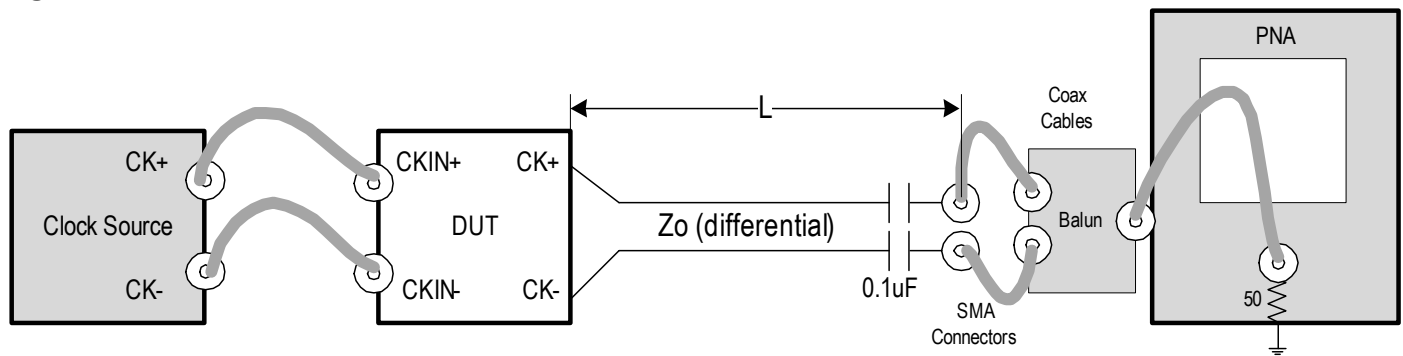 PNA
L
Coax
Cables
CK+
CKIN+
CK+
Clock Source
DUT
Zo (differential)
Balun
CK-
CKIN-
CK-
0.1uF
50
SMA
Connectors